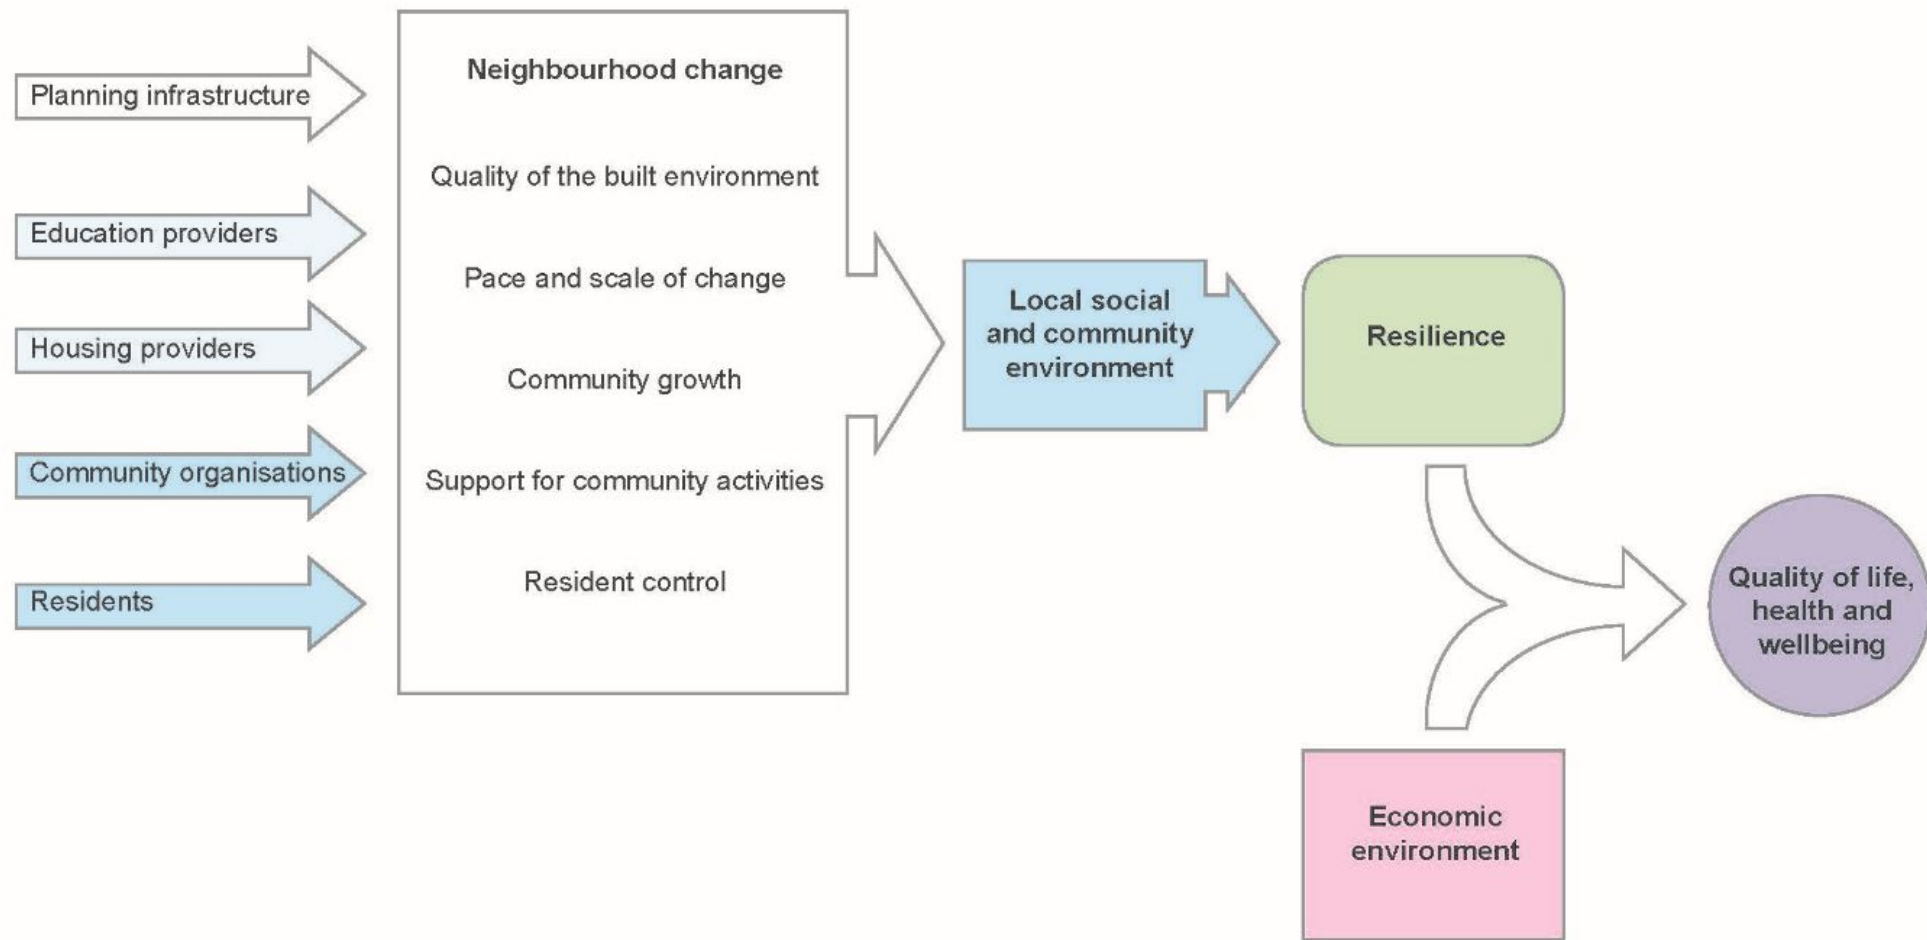 Planning infrastructure
Education providers
Housing providers
Community organisations
Residents
Neighbourhood change
Quality of the built environment
Pace and scale of change
Community growth
Support for community activities
Resident control
Local social
and community
environment
Resilience
Economic
environment
Quality of life,
health and
wellbeing